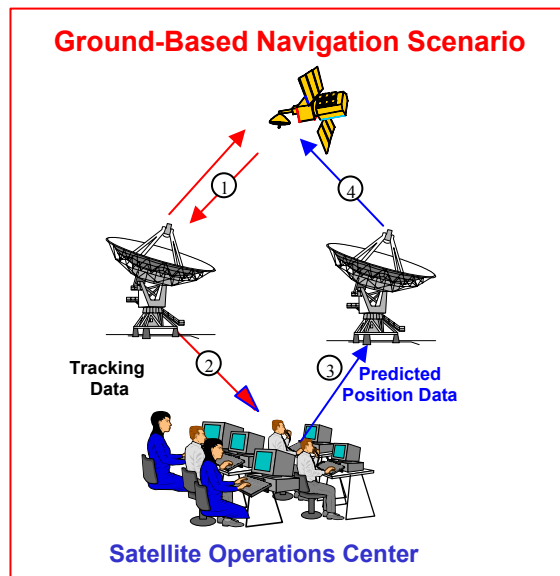 Ground-Based Navigation Scenario
1
4
2
3
Tracking
Data
Predicted
Position Data
Satellite Operations Center